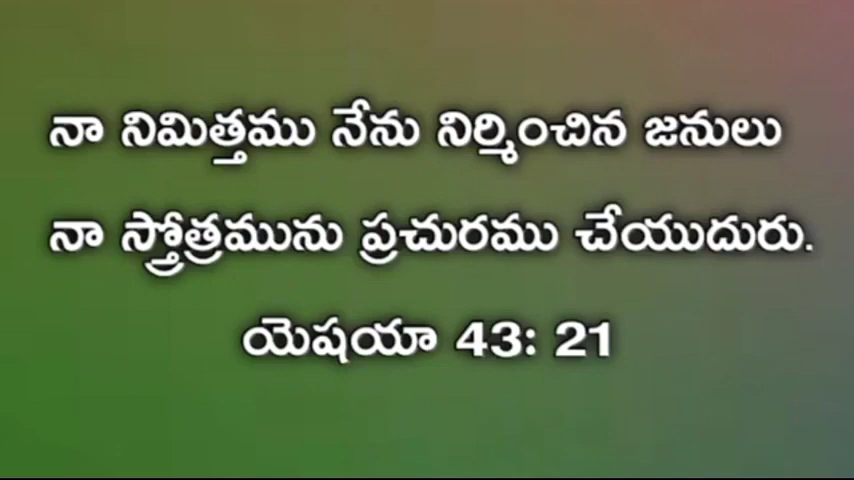 నా నిమిత్తము నేను నిర్మించిన జనులు
నా స్త్రోత్రమును ప్రచురము చేయుదురు.
యెషయా 43: 21